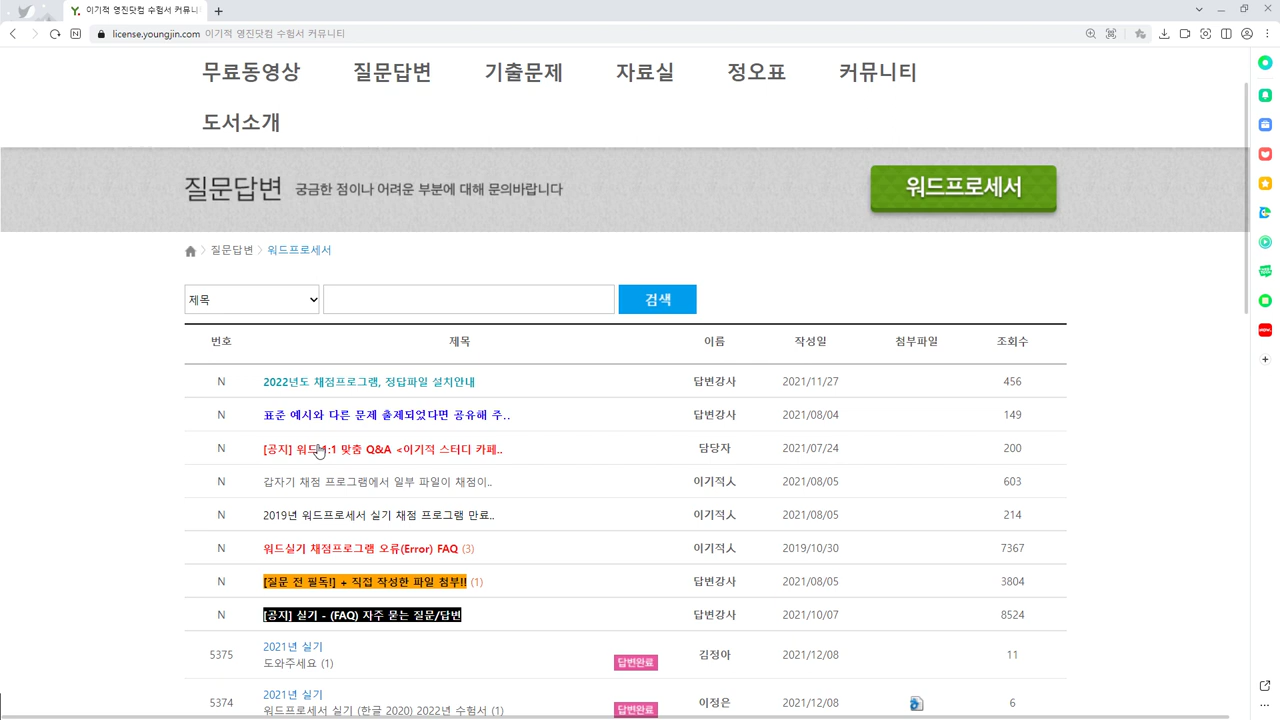 이기적 영진닷컴 수험서 커뮤니
license.youngjin.com 이기적 영진닷컴 수험서 커뮤니티
무료동영상 질문답변 기출문제 자료실 정오표 커뮤니티
도서소개
질문답변 궁금한 점이나 어려운 부분에 대해 문의바랍니다 워드프로세서
질문답변 > 워드프로세서
제목 검색
번호 제목 이름 작성일 첨부파일 조회수
N 2022년도 채점프로그램, 정답파일 설치안내 답변강사 2021/11/27 456
N 표준 예시와 다른 문제 출제되었다면 공유해 주.. 답변강사 2021/08/04 149
N [공지] 워드 1:1 맞춤 Q&A <이기적 스터디 카페.. 담당자 2021/07/24 200
N 갑자기 채점 프로그램에서 일부 파일이 채점이.. 이기적人 2021/08/05 603
N 2019년 워드프로세서 실기 채점 프로그램 만료.. 이기적人 2021/08/05 214
N 워드실기 채점프로그램 오류(Error) FAQ (3) 이기적人 2019/10/30 7367
N [질문 전 필독!] + 직접 작성한 파일 첨부!! (1) 답변강사 2021/08/05 3804
N [공지] 실기 - (FAQ) 자주 묻는 질문/답변 답변강사 2021/10/07 8524
2021년 실기
5375 도와주세요 (1) 답변완료 김정아 2021/12/08 11
2021년 실기
5374 워드프로세서 실기 (한글 2020) 2022년 수험서 (1) 답변완료 이정은 2021/12/08 6